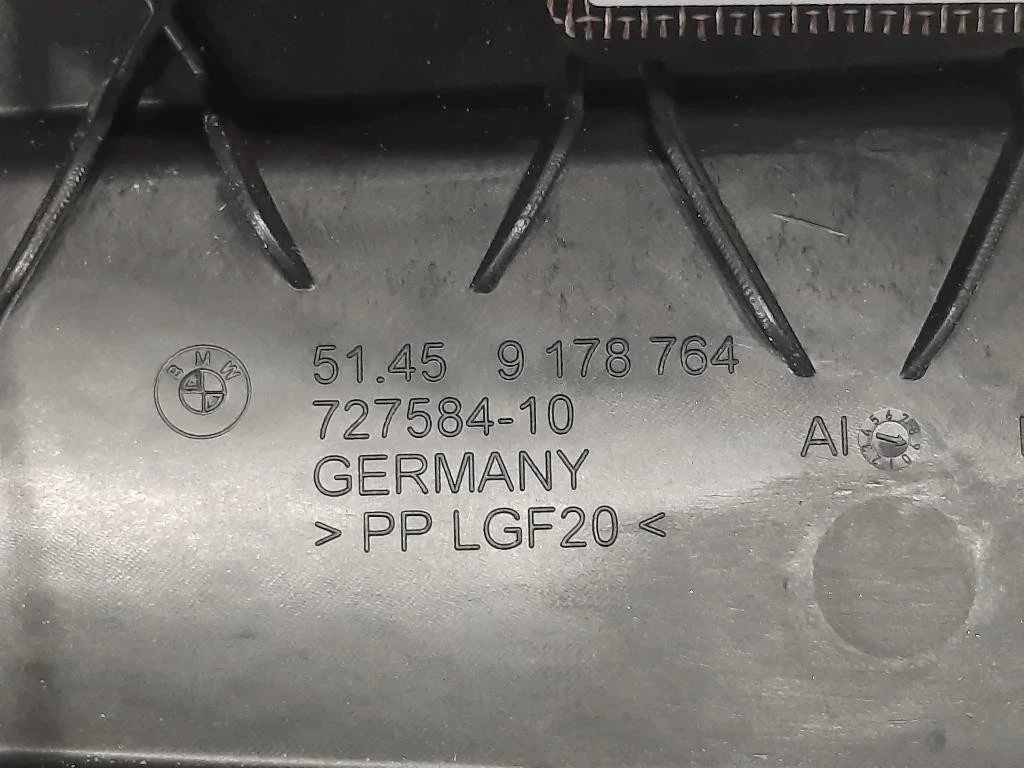 BMW
51.45 9 178 764
727584-10
GERMANY
> PP LGF20 <
AI